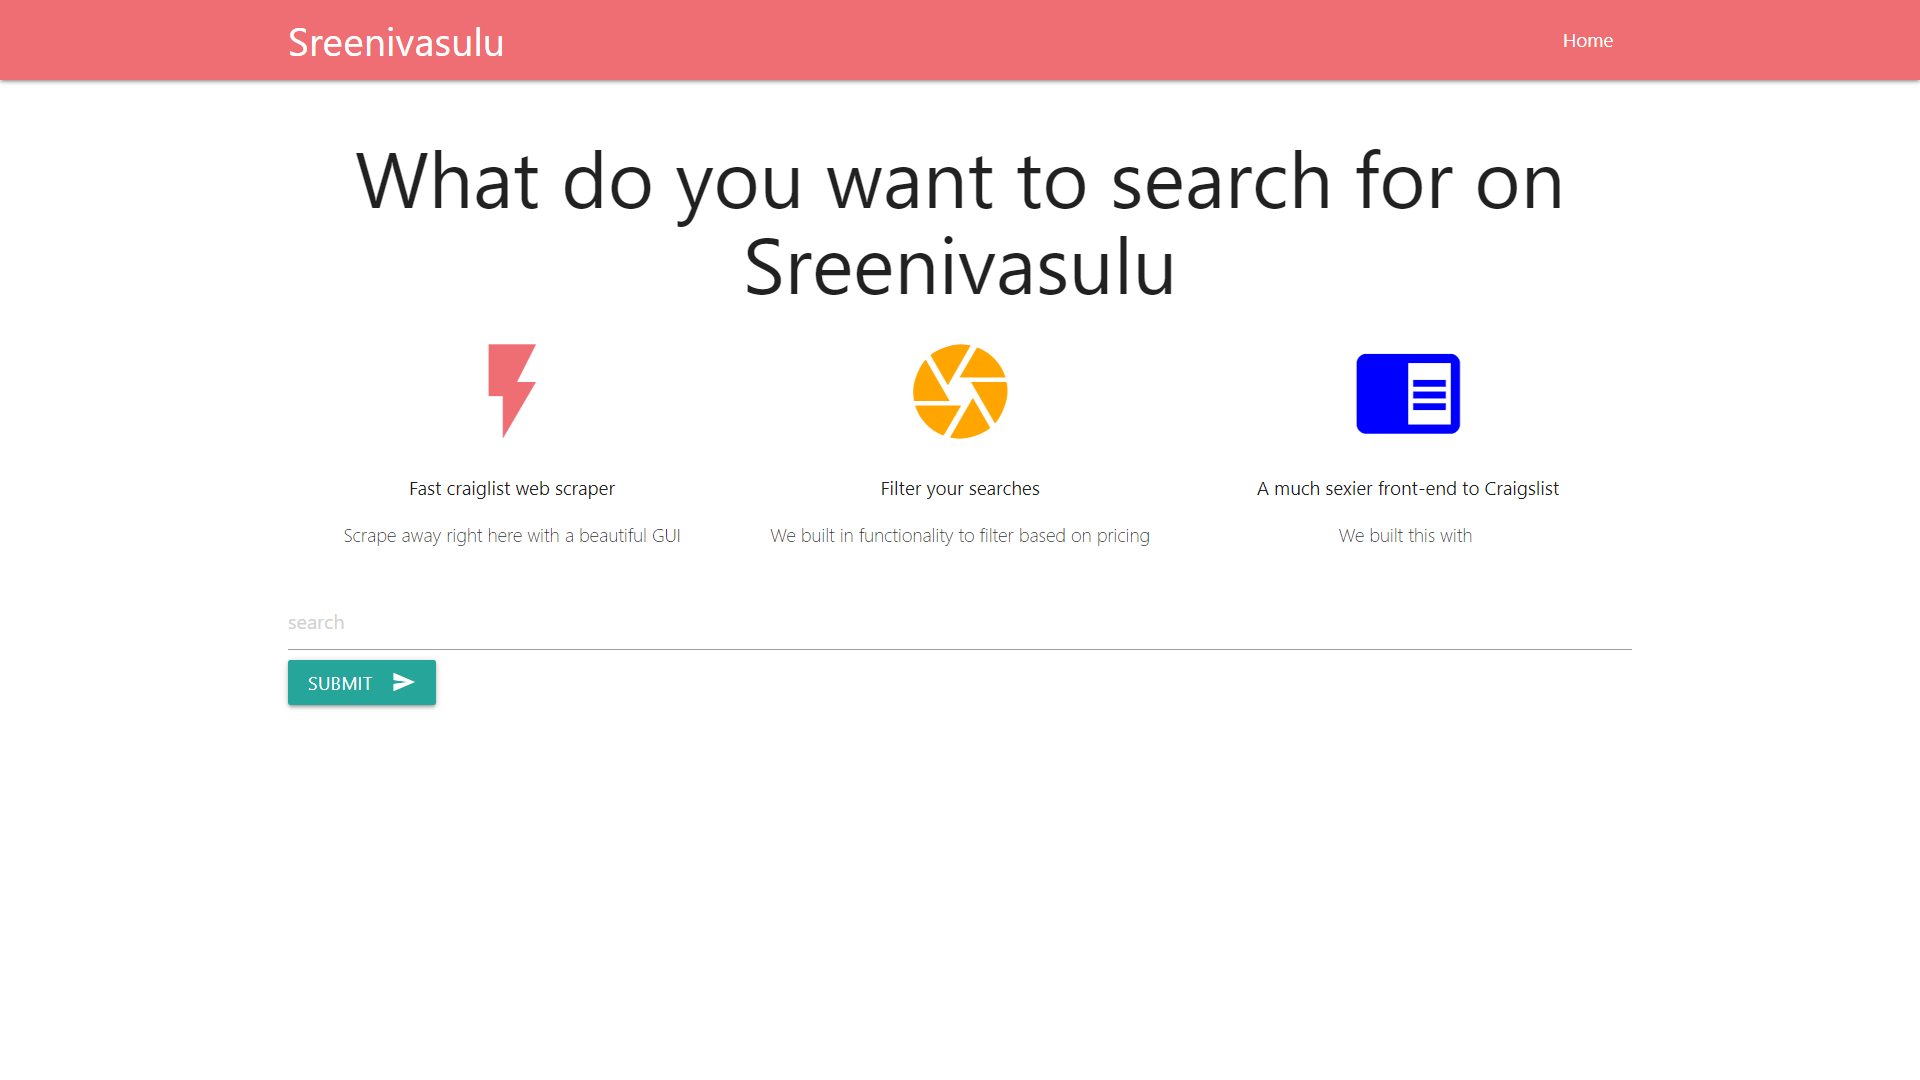 Sreenivasulu
Home
What do you want to search for on
Sreenivasulu
Fast craiglist web scraper
Filter your searches
A much sexier front-end to Craigslist
Scrape away right here with a beautiful GUI
We built in functionality to filter based on pricing
We built this with
search
SUBMIT